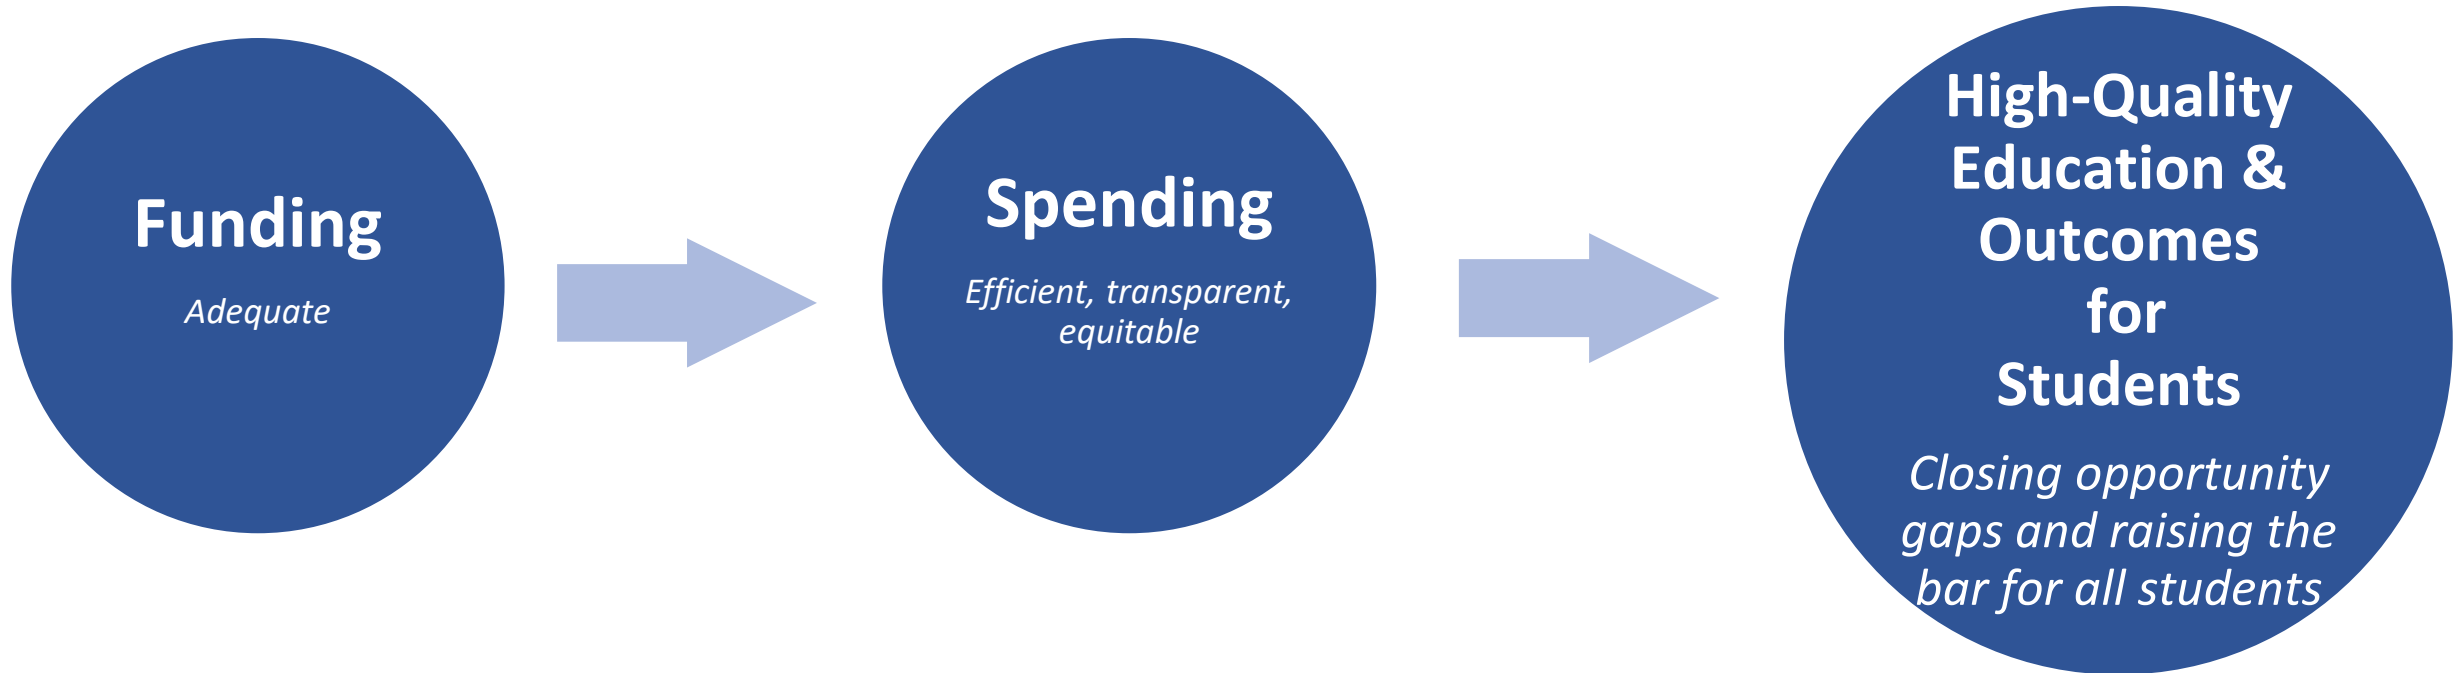 Funding
Adequate
Spending
Efficient, transparent,
equitable
High-Quality
Education &
Outcomes
for
Students
Closing opportunity
gaps and raising the
bar for all students